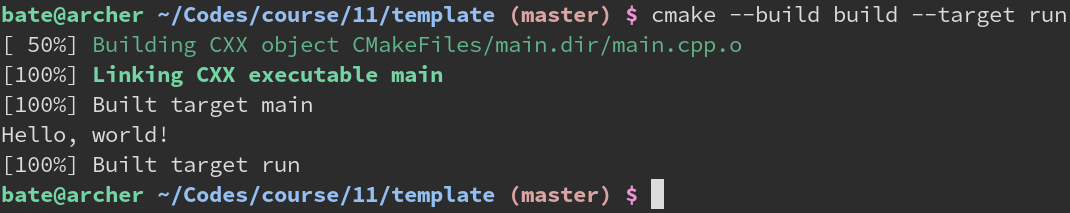 bate@archer ~/Codes/course/11/template (master) $ cmake --build build --target run
[ 50%] Building CXX object CMakeFiles/main.dir/main.cpp.o
[100%] Linking CXX executable main
[100%] Built target main
Hello, world!
[100%] Built target run
bate@archer ~/Codes/course/11/template (master) $